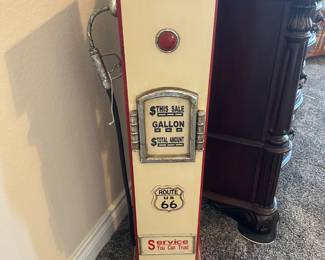 $THIS SALE
GALLON
$TOTAL AMOUNT
ROUTE
US
66
Service
You Can Trust